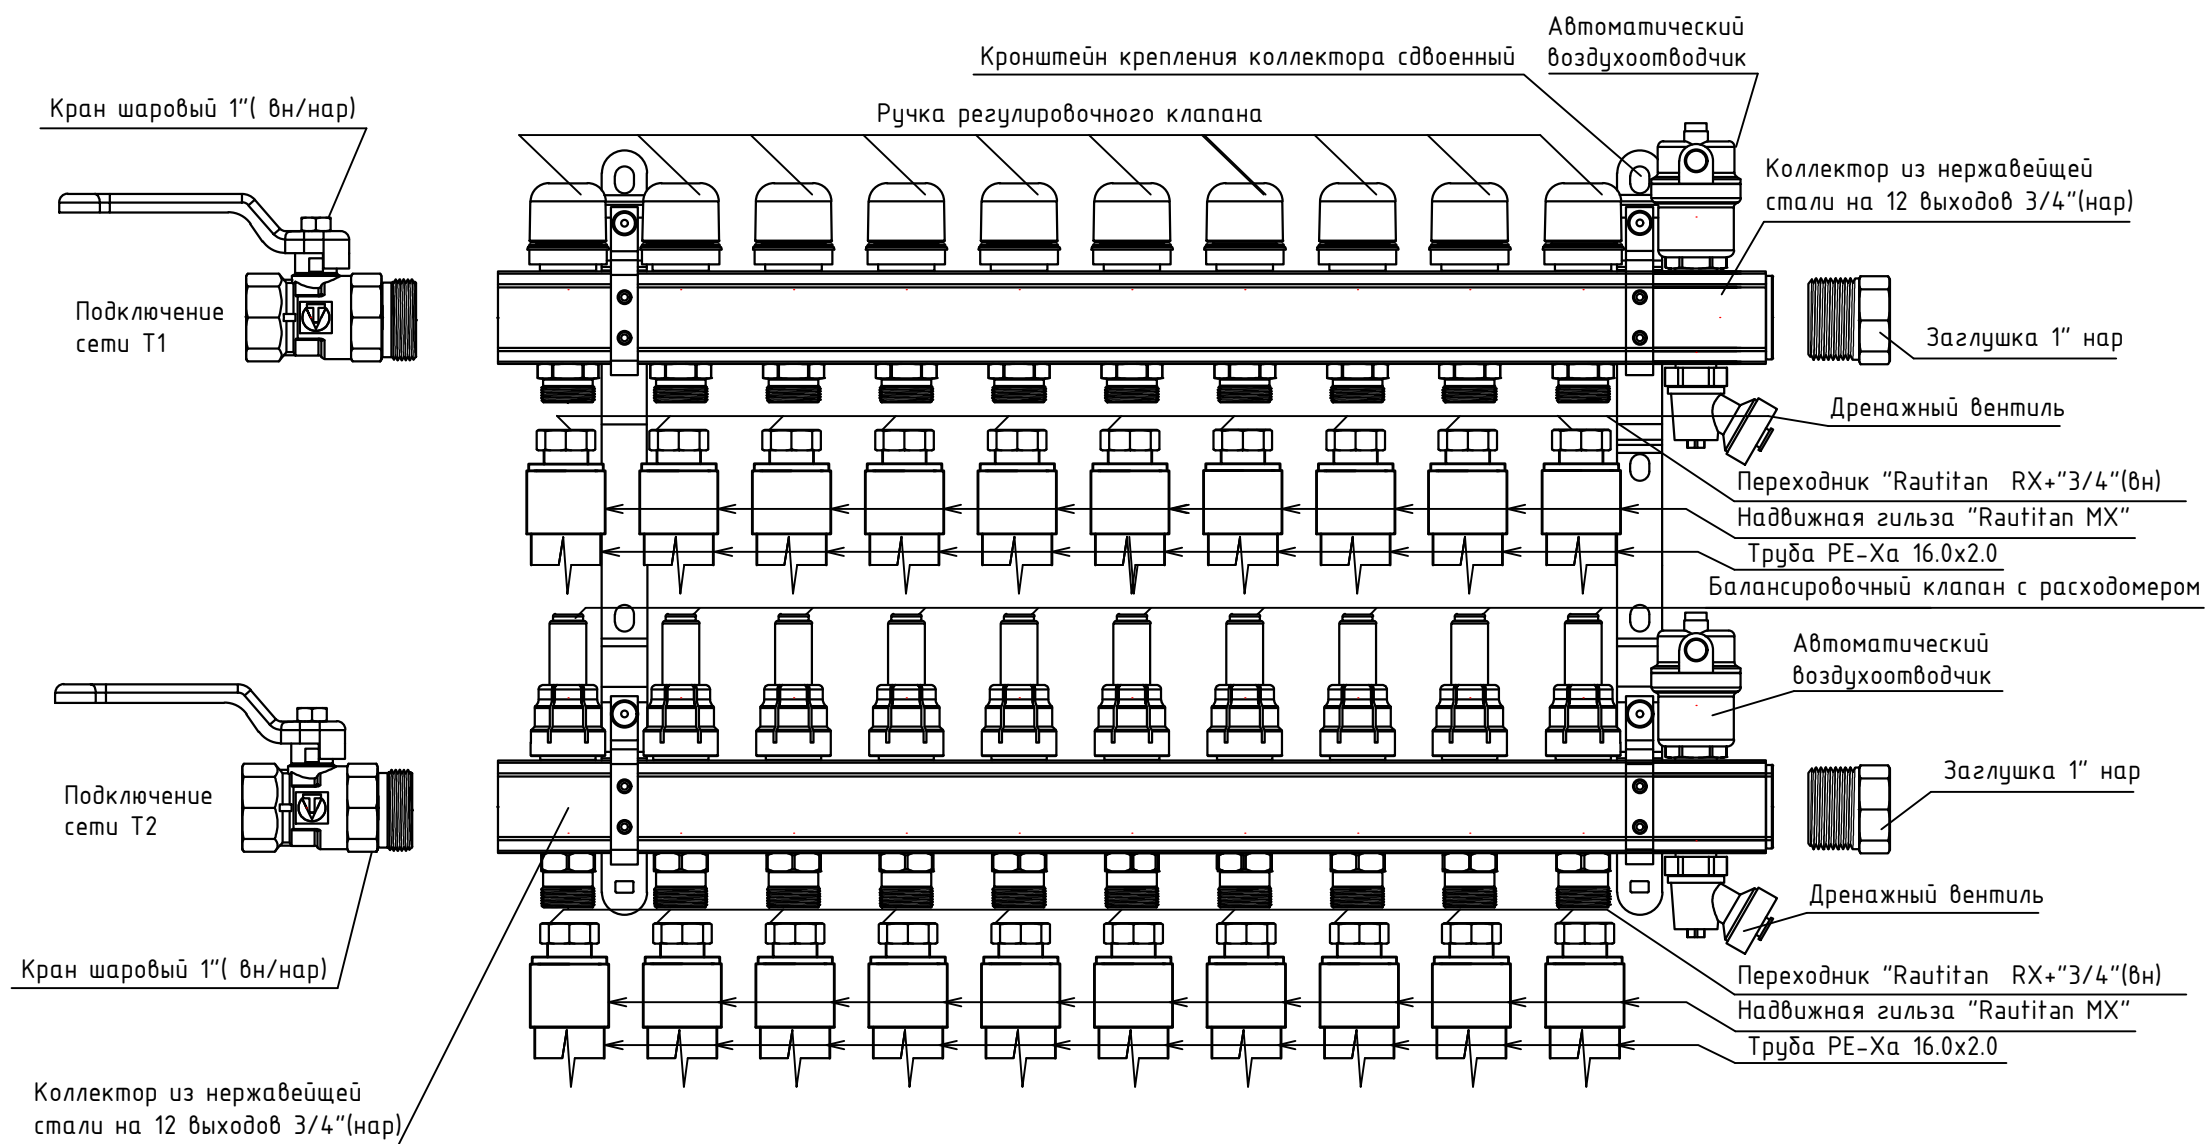 Автоматический
воздухоотводчик
Кронштейн крепления коллектора сдвоенный
Кран шаровый 1"( вн/нар)
Ручка регулировочного клапана
Коллектор из нержавейщей
стали на 12 выходов 3/4"(нар)
Подключение
сети Т1
Заглушка 1" нар
Дренажный вентиль
Переходник "Rautitan RX+"3/4"(вн)
Надвижная гильза "Rautitan MX"
Труба PE-Xa 16.0x2.0
Балансировочный клапан с расходомером
Автоматический
воздухоотводчик
Заглушка 1" нар
Подключение
сети Т2
Дренажный вентиль
Кран шаровый 1"( вн/нар)
Переходник "Rautitan RX+"3/4"(вн)
Надвижная гильза "Rautitan MX"
Труба PE-Xa 16.0x2.0
Коллектор из нержавейщей
стали на 12 выходов 3/4"(нар)